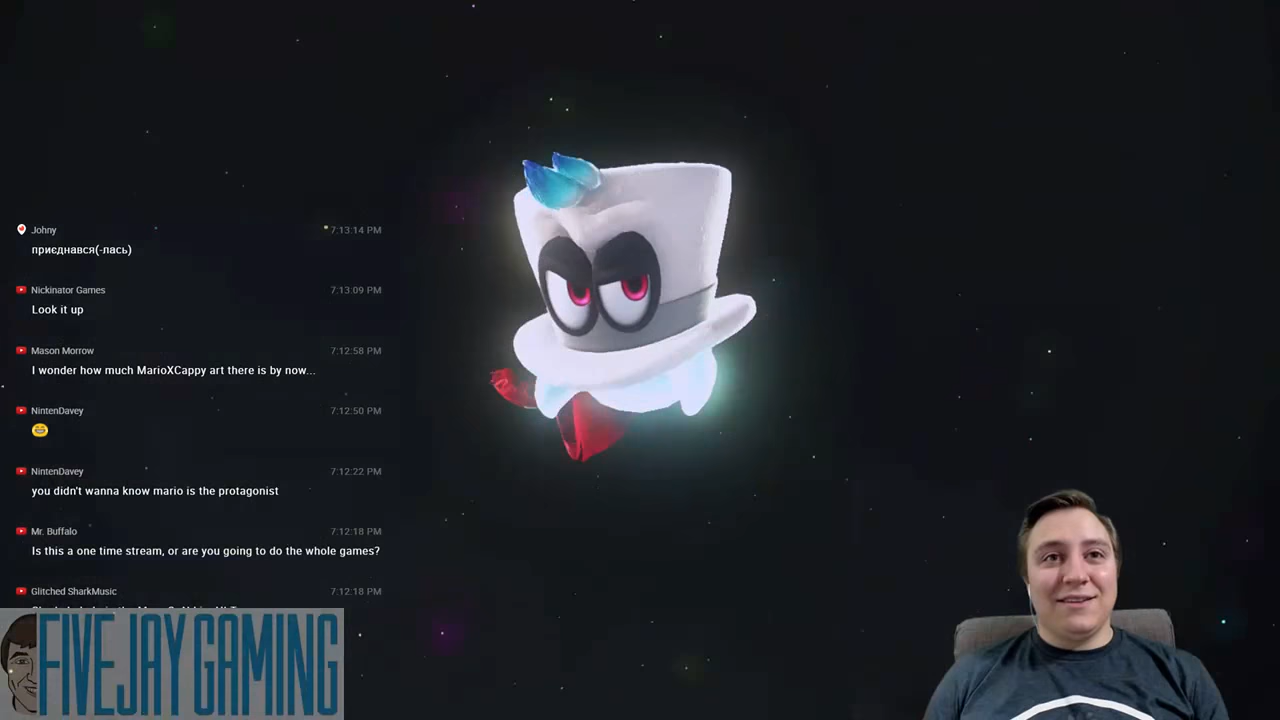 Johny 7:13:14 PM
приєднався(-лась)
Nickinator Games 7:13:09 PM
Look it up
Mason Morrow 7:12:58 PM
I wonder how much MarioXCappy art there is by now...
NintenDavey 7:12:50 PM
NintenDavey 7:12:22 PM
you didn't wanna know mario is the protagonist
Mr. Buffalo 7:12:18 PM
Is this a one time stream, or are you going to do the whole games?
Glitched SharkMusic 7:12:18 PM
FIVEJAYGAMING